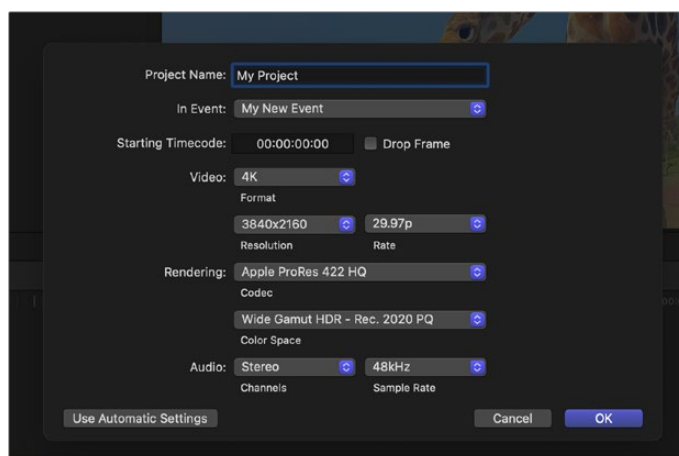 Project Name: My Project
In Event: My New Event
Starting Timecode: 00:00:00:00 Drop Frame
Video: 4K
Format
3840x2160 29.97p
Resolution Rate
Rendering: Apple ProRes 422 HQ
Codec
Wide Gamut HDR - Rec. 2020 PQ
Color Space
Audio: Stereo 48kHz
Channels Sample Rate
Use Automatic Settings Cancel OK